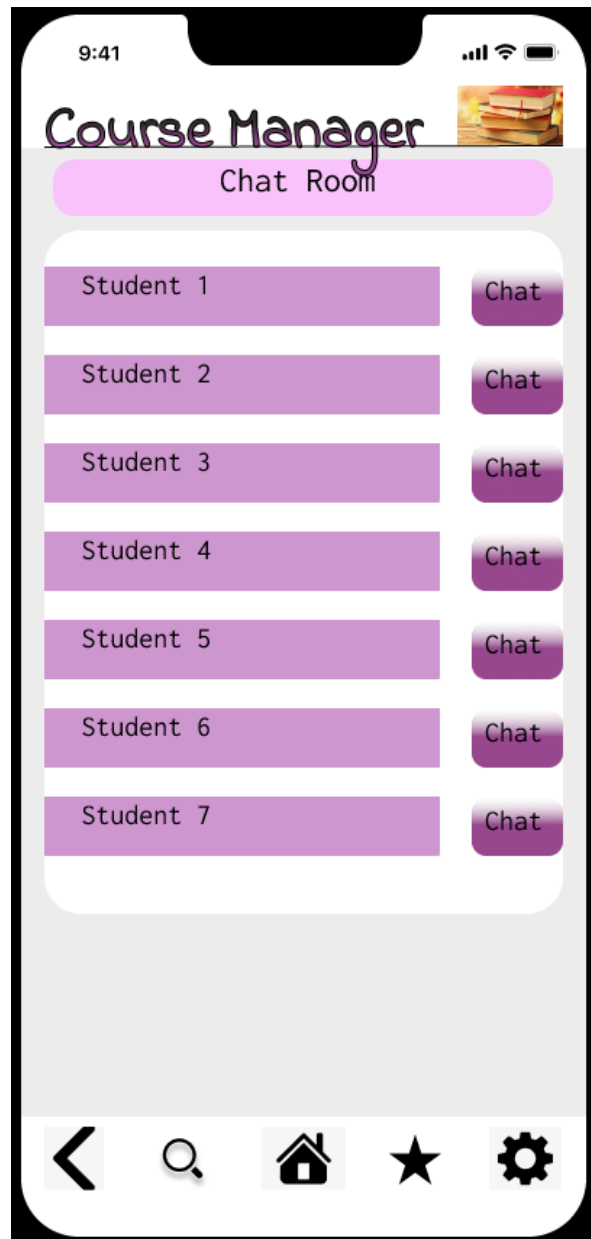 9:41
Course Manager
Chat Room
Student 1 Chat
Student 2 Chat
Student 3 Chat
Student 4 Chat
Student 5 Chat
Student 6 Chat
Student 7 Chat